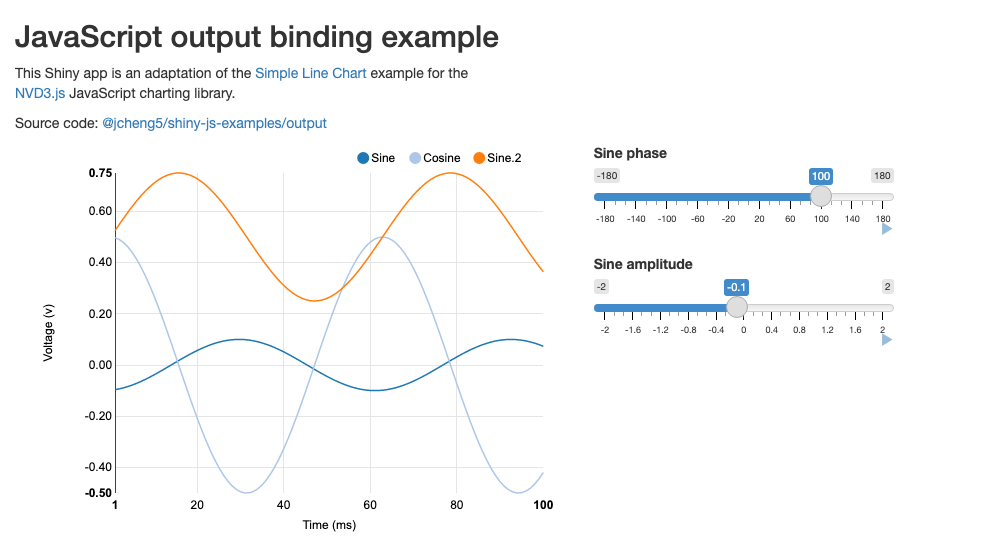 JavaScript output binding example
This Shiny app is an adaptation of the Simple Line Chart example for the
NVD3.js JavaScript charting library.
Source code: @jcheng5/shiny-js-examples/output
Sine Cosine Sine.2
0.75
0.60
0.40
0.20
0.00
-0.20
-0.40
-0.50
Voltage (v)
1 20 40 60 80 100
Time (ms)
Sine phase
-180 100 180
-180 -140 -100 -60 -20 20 60 100 140 180
Sine amplitude
-2 -0.1 2
-2 -1.6 -1.2 -0.8 -0.4 0 0.4 0.8 1.2 1.6 2